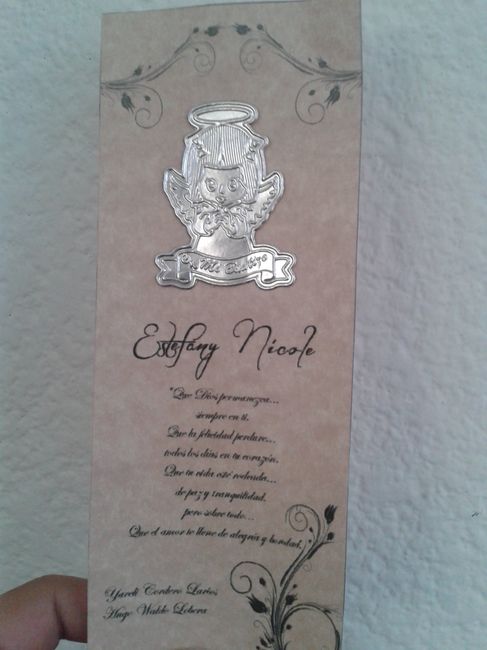 En Mi Bautizo
Estefany Nicole
"Que Dios permanezca...
siempre en ti.
Que la felicidad perdure...
todos los días en tu corazón.
Que tu vida esté rodeada...
de paz y tranquilidad.
pero sobre todo...
Que el amor te llene de alegría y bondad."
Yareli Cordero Larios
Hugo Waldo Lobera